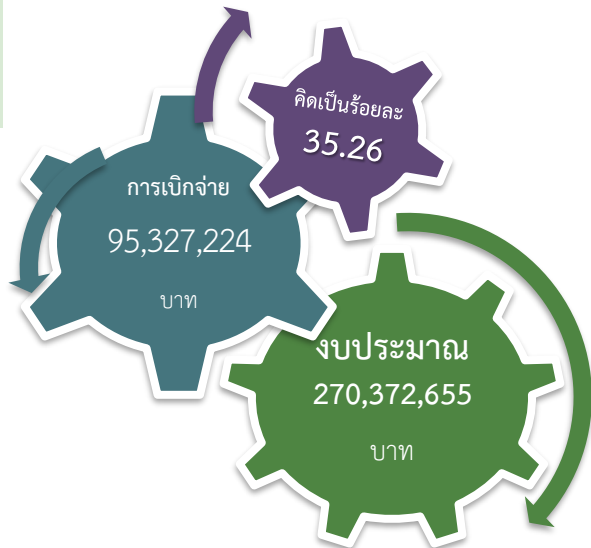 คิดเป็นร้อยละ
35.26
การเบิกจ่าย
95,327,224
บาท
งบประมาณ
270,372,655
บาท